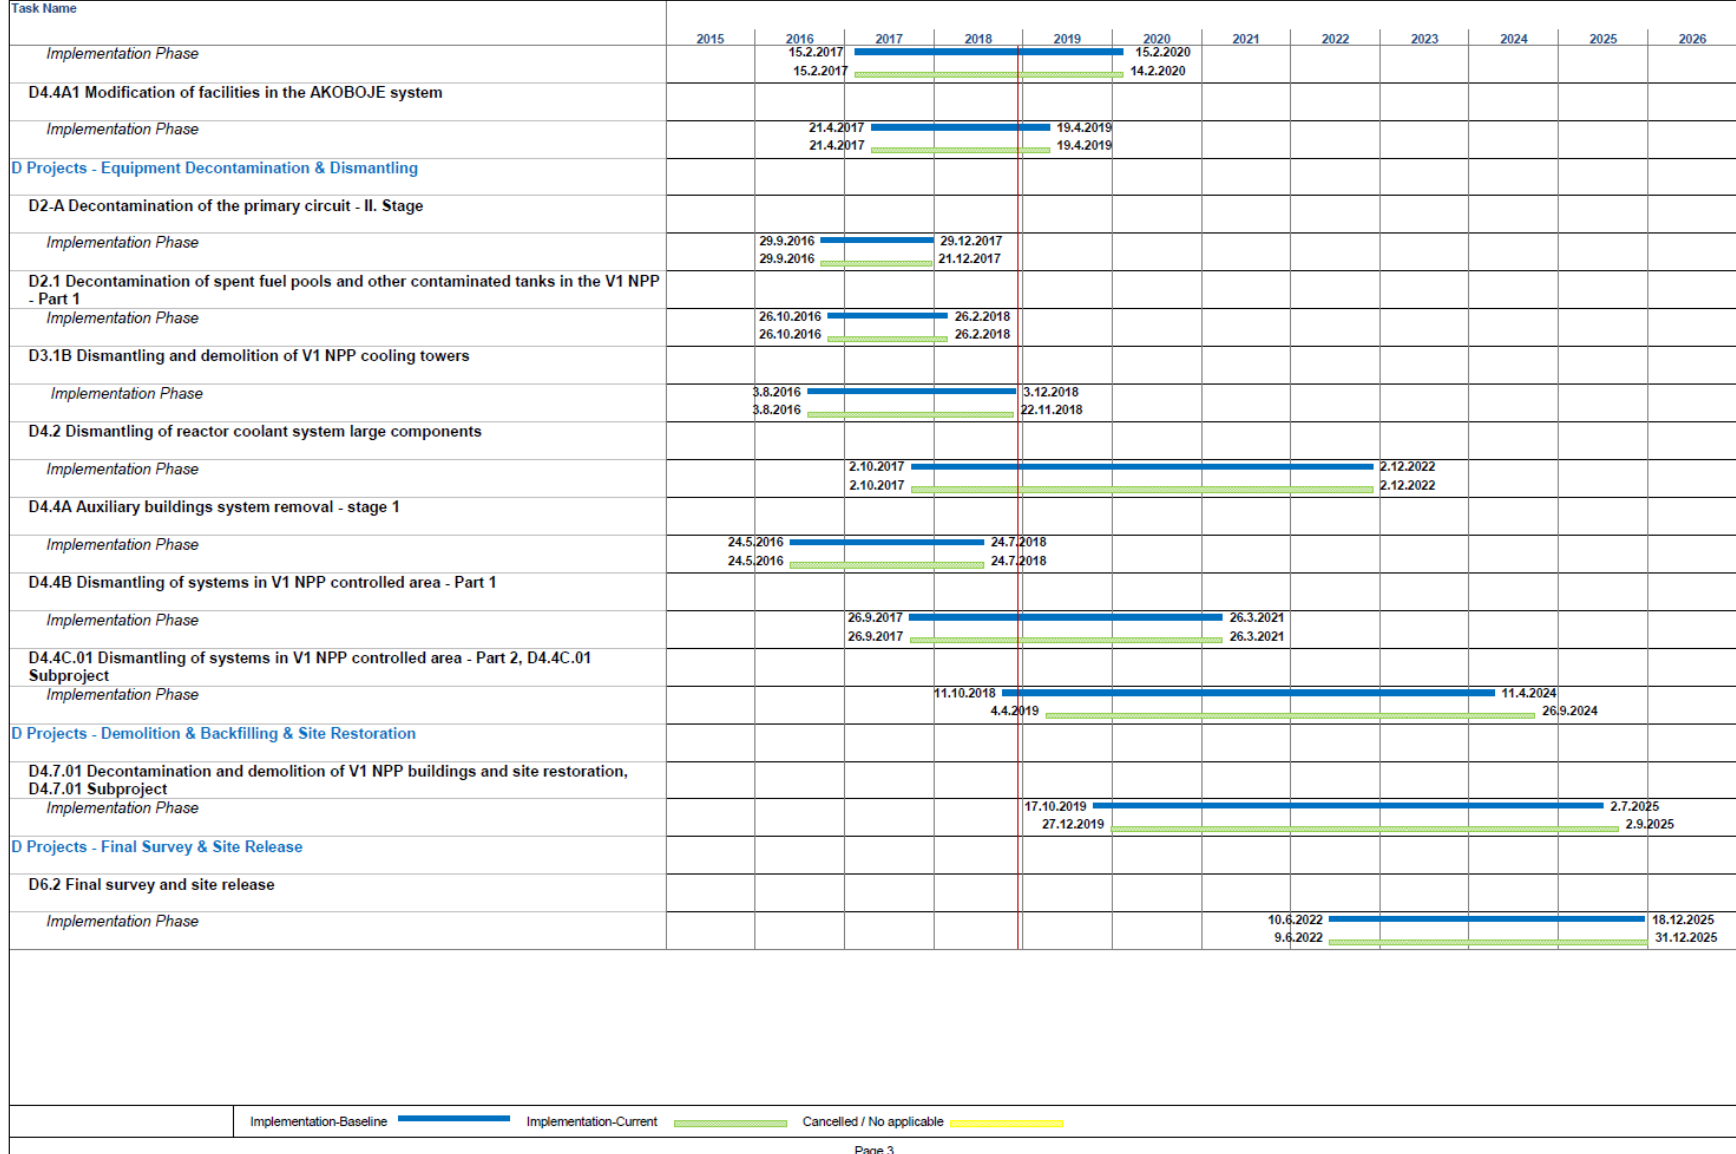 Task Name
2015 2016 2017 2018 2019 2020 2021 2022 2023 2024 2025 2026
Implementation Phase 15.2.2017 15.2.2020
15.2.2017 14.2.2020
D4.4A1 Modification of facilities in the AKOBOJE system
Implementation Phase 21.4.2017 19.4.2019
21.4.2017 19.4.2019
D Projects - Equipment Decontamination & Dismantling
D2-A Decontamination of the primary circuit - II. Stage
Implementation Phase 29.9.2016 29.12.2017
29.9.2016 21.12.2017
D2.1 Decontamination of spent fuel pools and other contaminated tanks in the V1 NPP
- Part 1
Implementation Phase 26.10.2016 26.2.2018
26.10.2016 26.2.2018
D3.1B Dismantling and demolition of V1 NPP cooling towers
Implementation Phase 3.8.2016 3.12.2018
3.8.2016 22.11.2018
D4.2 Dismantling of reactor coolant system large components
Implementation Phase 2.10.2017 2.12.2022
2.10.2017 2.12.2022
D4.4A Auxiliary buildings system removal - stage 1
Implementation Phase 24.5.2016 24.7.2018
24.5.2016 24.7.2018
D4.4B Dismantling of systems in V1 NPP controlled area - Part 1
Implementation Phase 26.9.2017 26.3.2021
26.9.2017 26.3.2021
D4.4C.01 Dismantling of systems in V1 NPP controlled area - Part 2, D4.4C.01
Subproject
Implementation Phase 11.10.2018 11.4.2024
4.4.2019 26.9.2024
D Projects - Demolition & Backfilling & Site Restoration
D4.7.01 Decontamination and demolition of V1 NPP buildings and site restoration,
D4.7.01 Subproject
Implementation Phase 17.10.2019 2.7.2025
27.12.2019 2.9.2025
D Projects - Final Survey & Site Release
D6.2 Final survey and site release
Implementation Phase 10.6.2022 18.12.2025
9.6.2022 31.12.2025
Implementation-Baseline Implementation-Current Cancelled / No applicable
Page 3